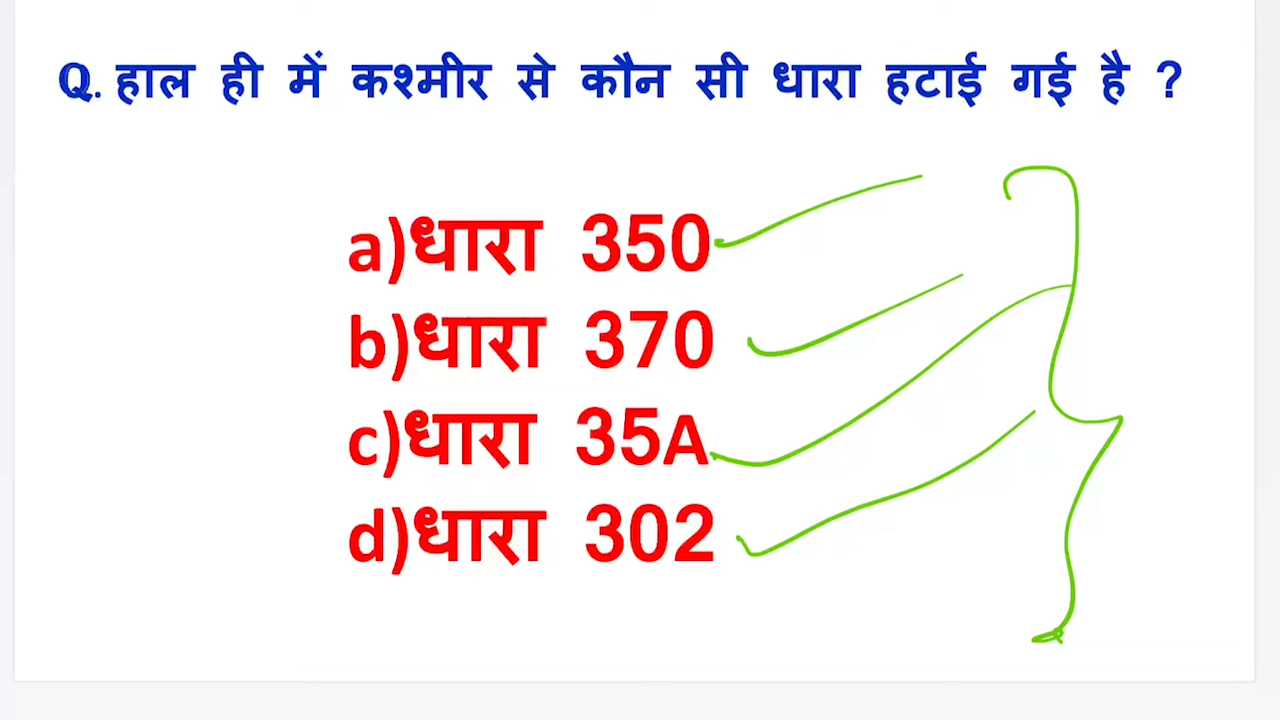 Q. हाल ही में कश्मीर से कौन सी धारा हटाई गई है ?
a)धारा 350
b)धारा 370
c)धारा 35A
d)धारा 302